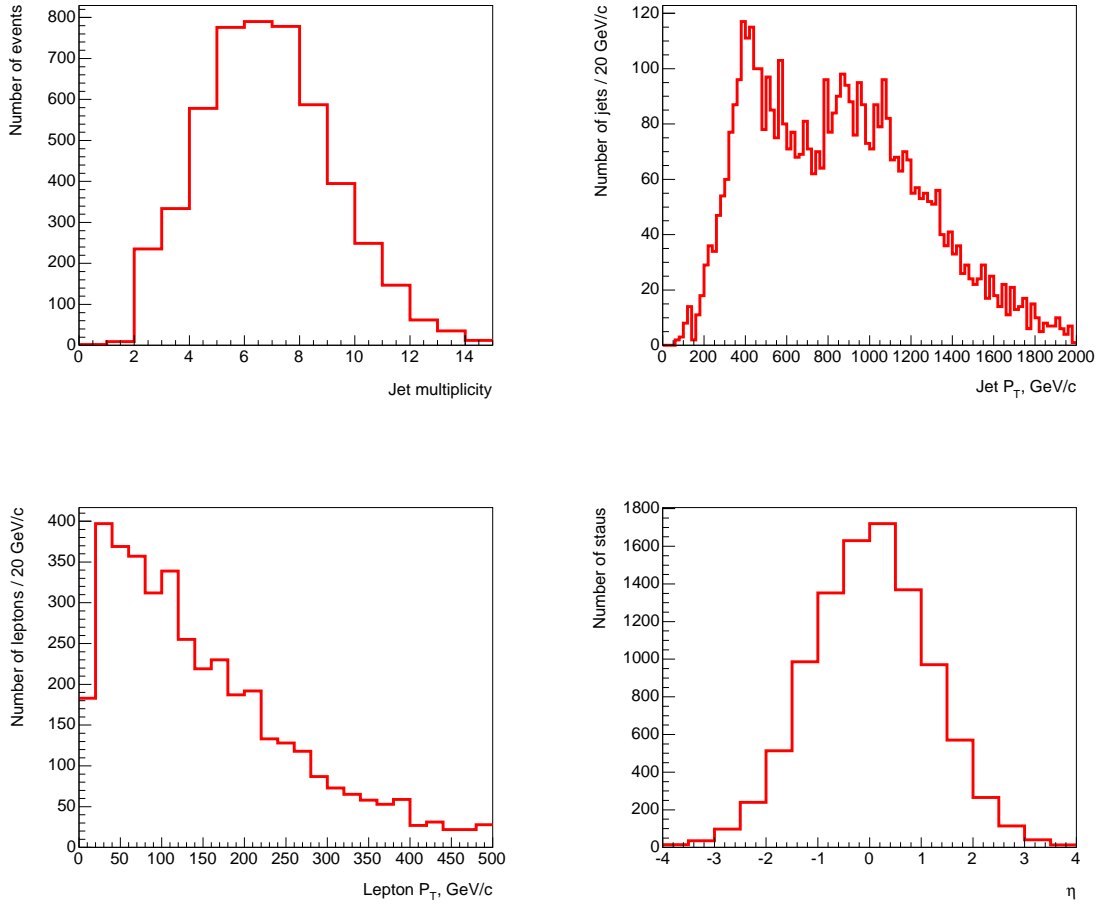 Number of events
800
700
600
500
400
300
200
100
0
0 2 4 6 8 10 12 14
Jet multiplicity
Number of jets / 20 GeV/c
120
100
80
60
40
20
0
0 200 400 600 800 1000 1200 1400 1600 1800 2000
Jet P_T, GeV/c
Number of leptons / 20 GeV/c
400
350
300
250
200
150
100
50
0
0 50 100 150 200 250 300 350 400 450 500
Lepton P_T, GeV/c
Number of staus
1800
1600
1400
1200
1000
800
600
400
200
0
-4 -3 -2 -1 0 1 2 3 4
η